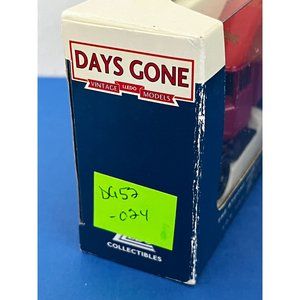 DAYS GONE
VINTAGE LLEDO MODELS
DG52
-024
COLLECTIBLES